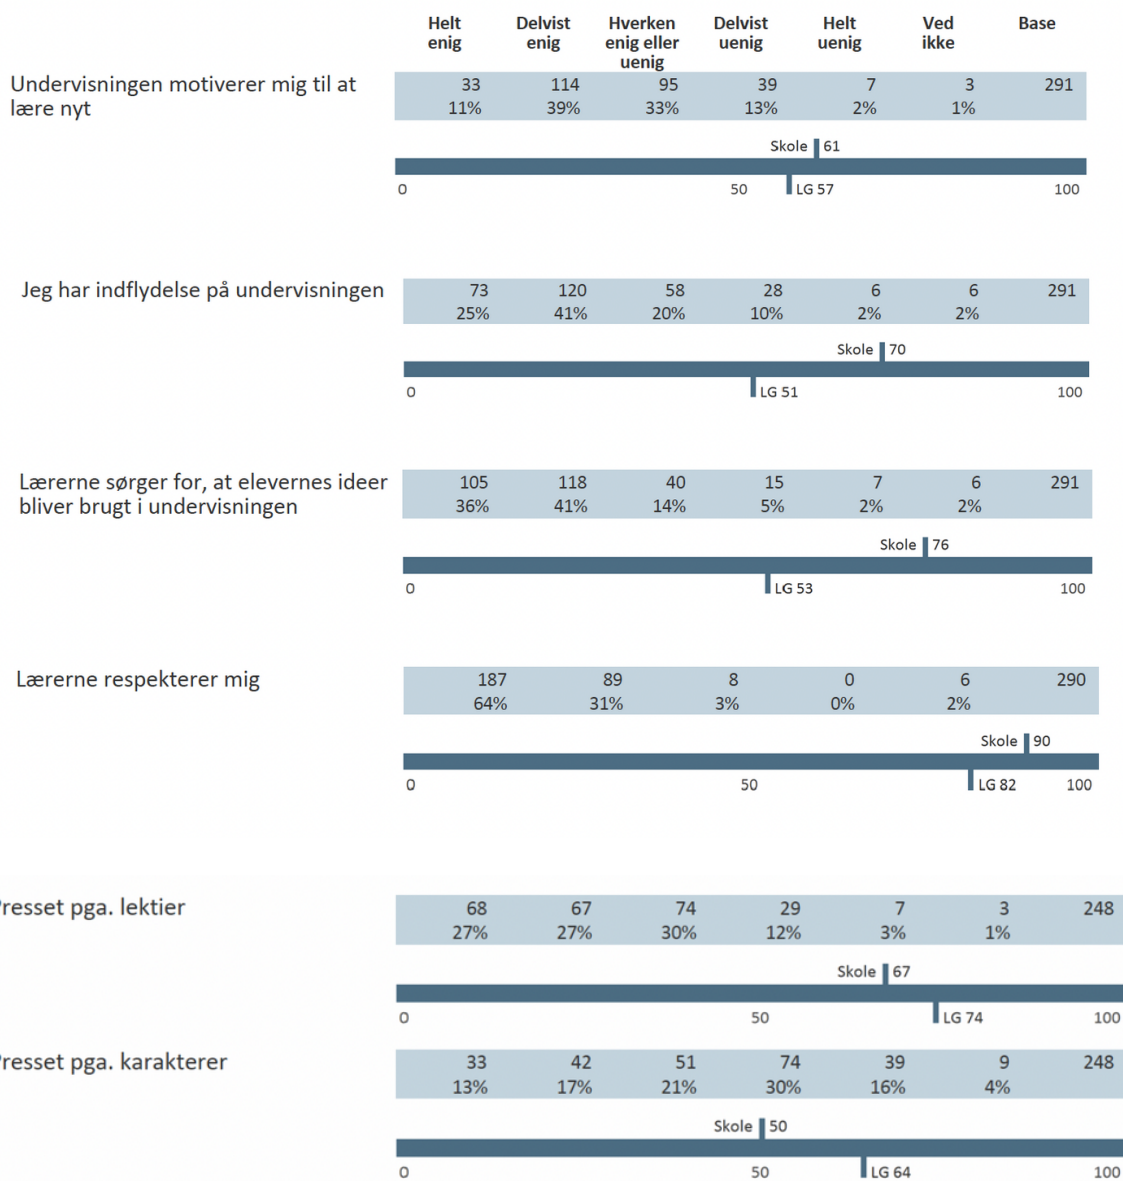 Helt Delvist Hverken Delvist Helt Ved Base
enig enig enig eller uenig uenig ikke
uenig
Undervisningen motiverer mig til at 33 114 95 39 7 3 291
lære nyt 11% 39% 33% 13% 2% 1%
Skole 61
0 50 LG 57 100
Jeg har indflydelse på undervisningen 73 120 58 28 6 6 291
25% 41% 20% 10% 2% 2%
Skole 70
0 LG 51 100
Lærerne sørger for, at elevernes ideer 105 118 40 15 7 6 291
bliver brugt i undervisningen 36% 41% 14% 5% 2% 2%
Skole 76
0 LG 53 100
Lærerne respekterer mig 187 89 8 0 6 290
64% 31% 3% 0% 2%
Skole 90
0 50 LG 82 100
Presset pga. lektier 68 67 74 29 7 3 248
27% 27% 30% 12% 3% 1%
Skole 67
0 50 LG 74 100
Presset pga. karakterer 33 42 51 74 39 9 248
13% 17% 21% 30% 16% 4%
Skole 50
0 50 LG 64 100